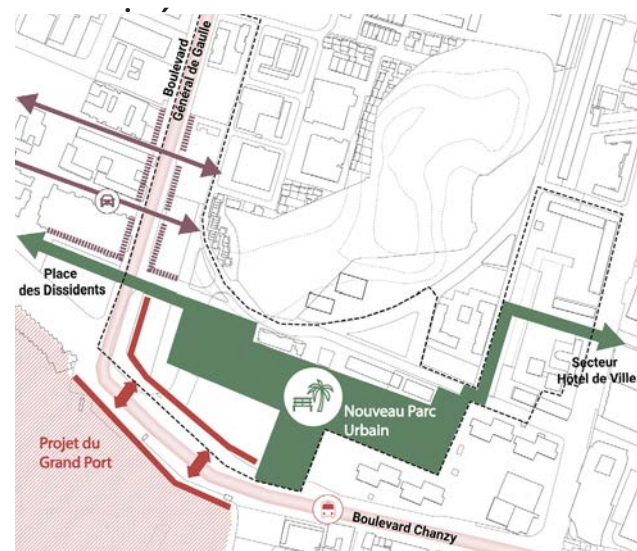 Boulevard
Général de Gaulle
Place
des Dissidents
Secteur
Hôtel de Ville
Nouveau Parc
Urbain
Projet du
Grand Port
Boulevard Chanzy